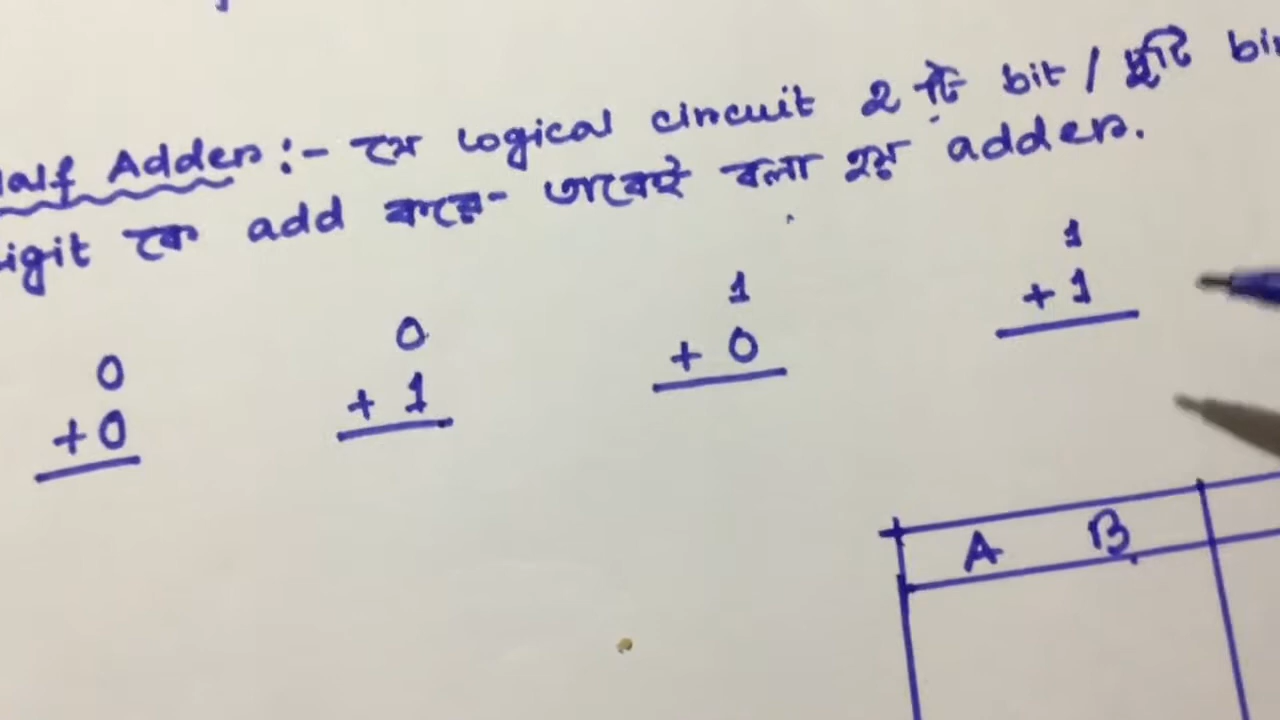 alf Adder:- যে logical circuit 2 টি bit / দুটি bin
igit কে add করে- তাকেই বলা হয় adder.
0 0 1 1
+0 +1 +0 +1
A B